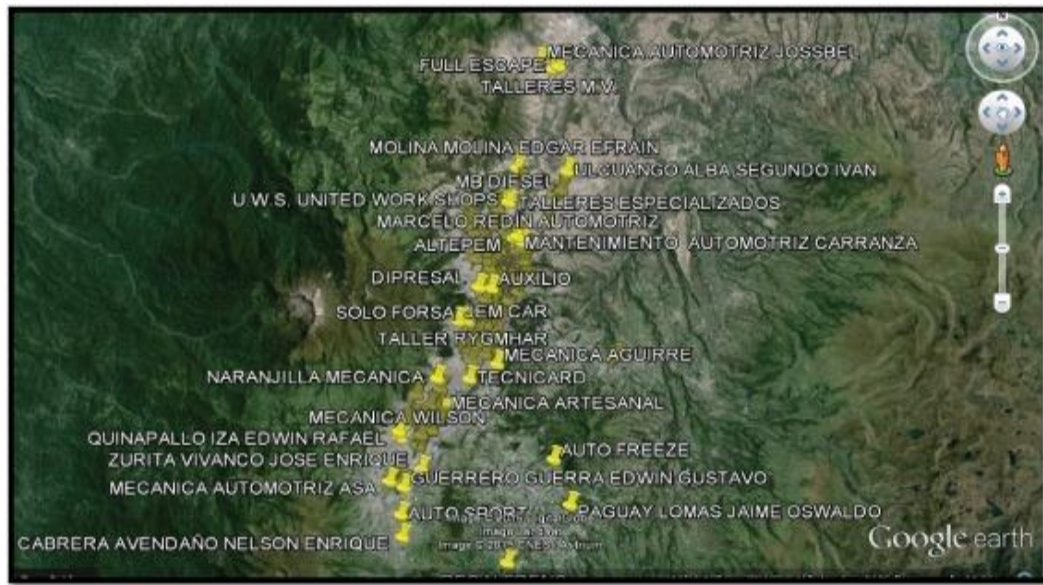 N
MECANICA AUTOMOTRIZ JOSSBEL
FULL ESCAPE
TALLERES M.V.
MOLINA MOLINA EDGAR EFRAIN
ULCUANGO ALBA SEGUNDO IVAN
MB DIESEL
U.W.S. UNITED WORK SHOPS
TALLERES ESPECIALIZADOS
MARCELO REDIN AUTOMOTRIZ
ALTEPEM
MANTENIMIENTO AUTOMOTRIZ CARRANZA
DIPRESAL
AUXILIO
SOLO FORSA
JEM CAR
TALLER RYGMHAR
MECANICA AGUIRRE
NARANJILLA MECANICA
TECNICARD
MECANICA ARTESANAL
MECANICA WILSON
QUINAPALLO IZA EDWIN RAFAEL
AUTO FREEZE
ZURITA VIVANCO JOSE ENRIQUE
GUERRERO GUERRA EDWIN GUSTAVO
MECANICA AUTOMOTRIZ ASA
AUTO SPORT
PAGUAY LOMAS JAIME OSWALDO
CABRERA AVENDAÑO NELSON ENRIQUE
Google earth